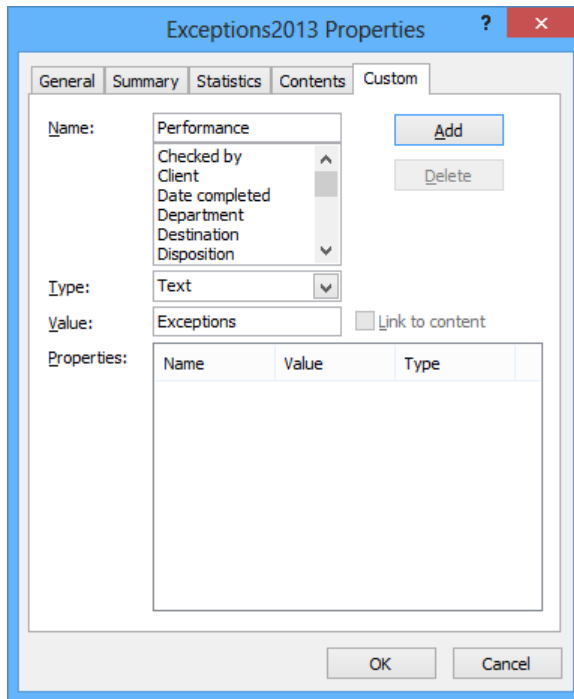 Exceptions2013 Properties ?
General Summary Statistics Contents Custom
Name: Performance Add
Checked by
Client
Date completed
Department
Destination
Disposition
Delete
Type: Text
Value: Exceptions Link to content
Properties: Name Value Type
OK Cancel